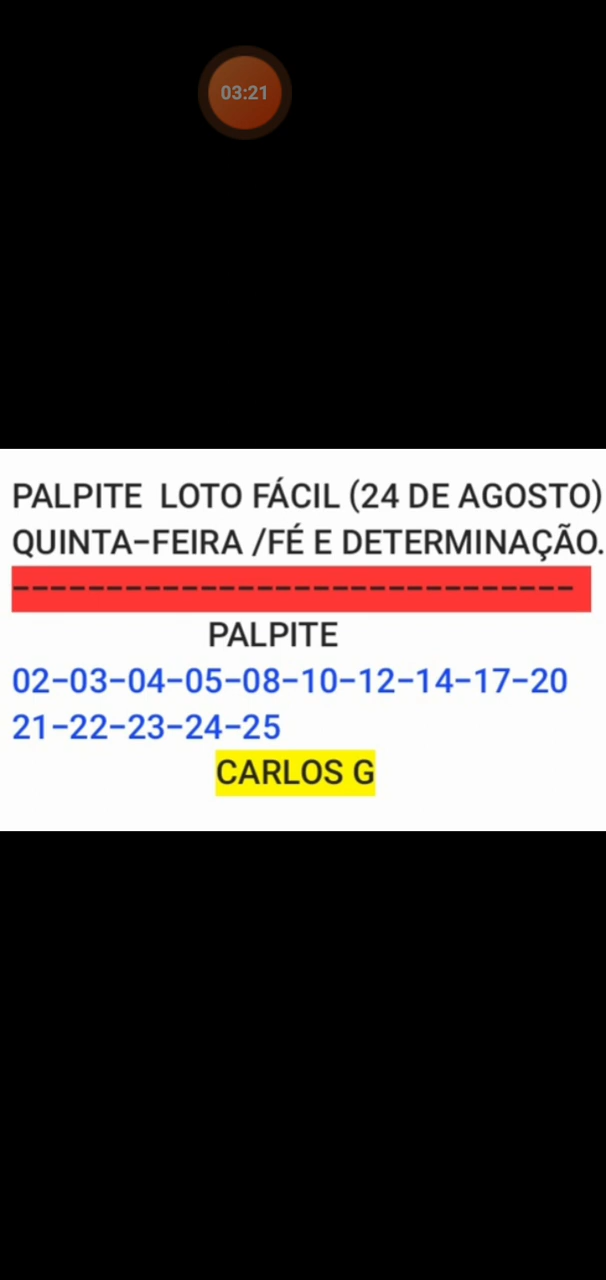 03:21
PALPITE  LOTO FÁCIL (24 DE AGOSTO)
QUINTA-FEIRA /FÉ E DETERMINAÇÃO.
------------------------------
PALPITE
02-03-04-05-08-10-12-14-17-20
21-22-23-24-25
CARLOS G